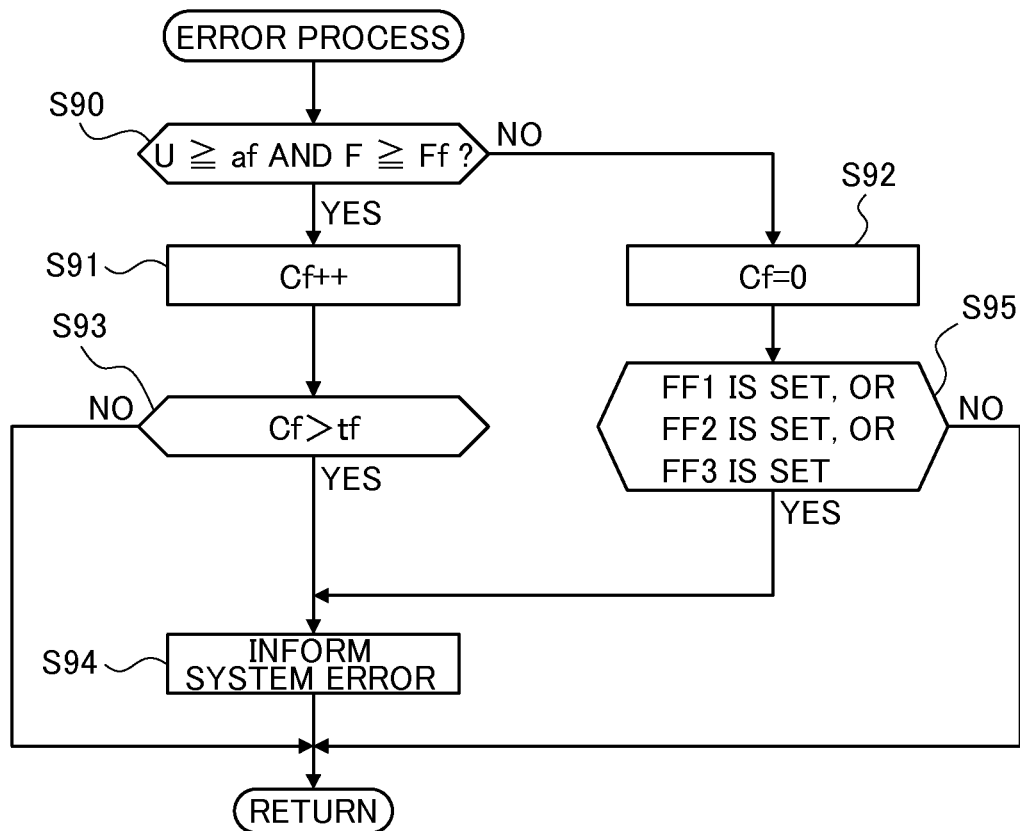 ERROR PROCESS
S90
U ≧ af AND F ≧ Ff ?
NO
YES
S92
S91
Cf++
Cf=0
S93
S95
NO
Cf>tf
YES
FF1 IS SET, OR
FF2 IS SET, OR
FF3 IS SET
NO
YES
S94
INFORM
SYSTEM ERROR
RETURN